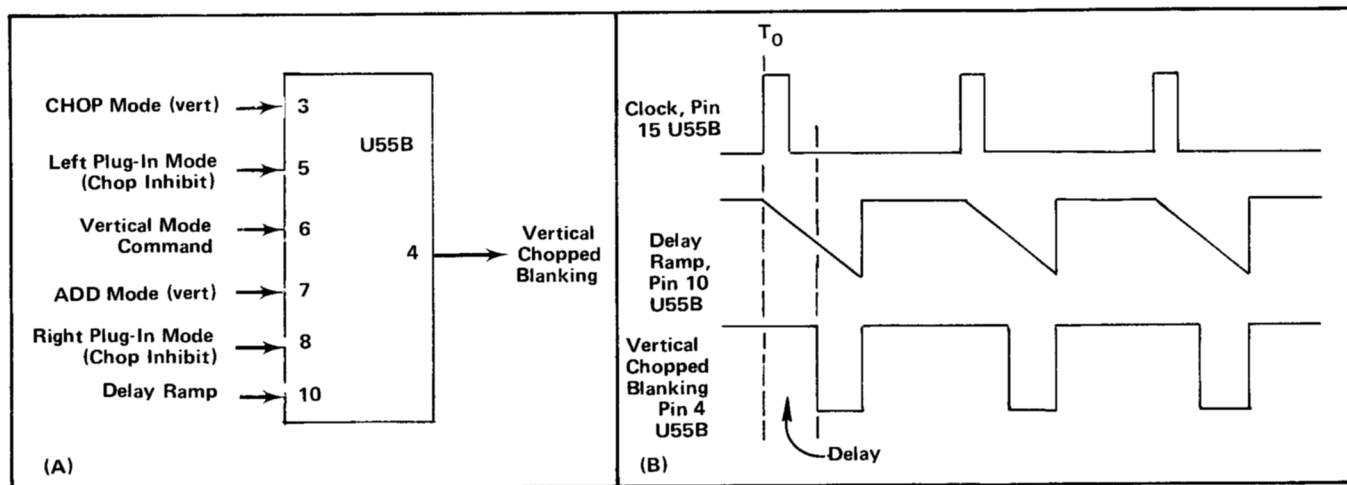 CHOP Mode (vert)
3
U55B
Left Plug-In Mode
(Chop Inhibit)
5
Vertical Mode
Command
6
4
Vertical
Chopped
Blanking
ADD Mode (vert)
7
Right Plug-In Mode
(Chop Inhibit)
8
Delay Ramp
10
(A)
T0
Clock, Pin
15 U55B
Delay
Ramp,
Pin 10
U55B
Vertical
Chopped
Blanking
Pin 4
U55B
Delay
(B)